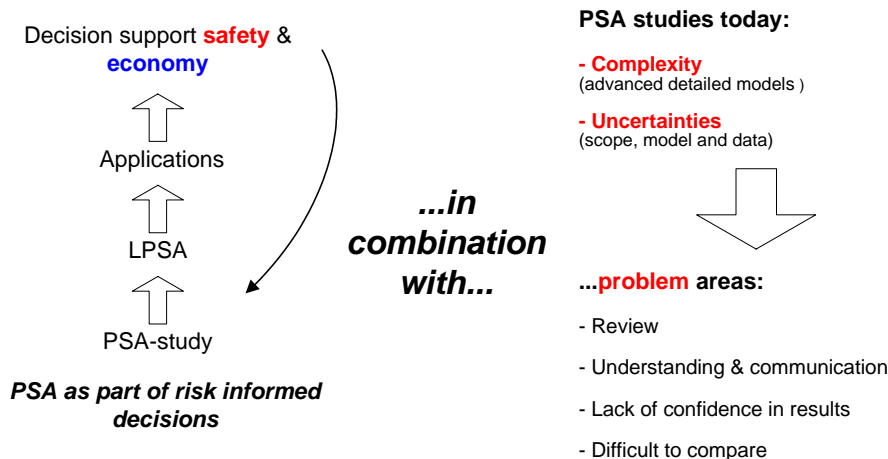 Decision support safety &
economy
Applications
LPSA
PSA-study
PSA as part of risk informed
decisions
...in
combination
with...
PSA studies today:
- Complexity
(advanced detailed models )
- Uncertainties
(scope, model and data)
...problem areas:
- Review
- Understanding & communication
- Lack of confidence in results
- Difficult to compare